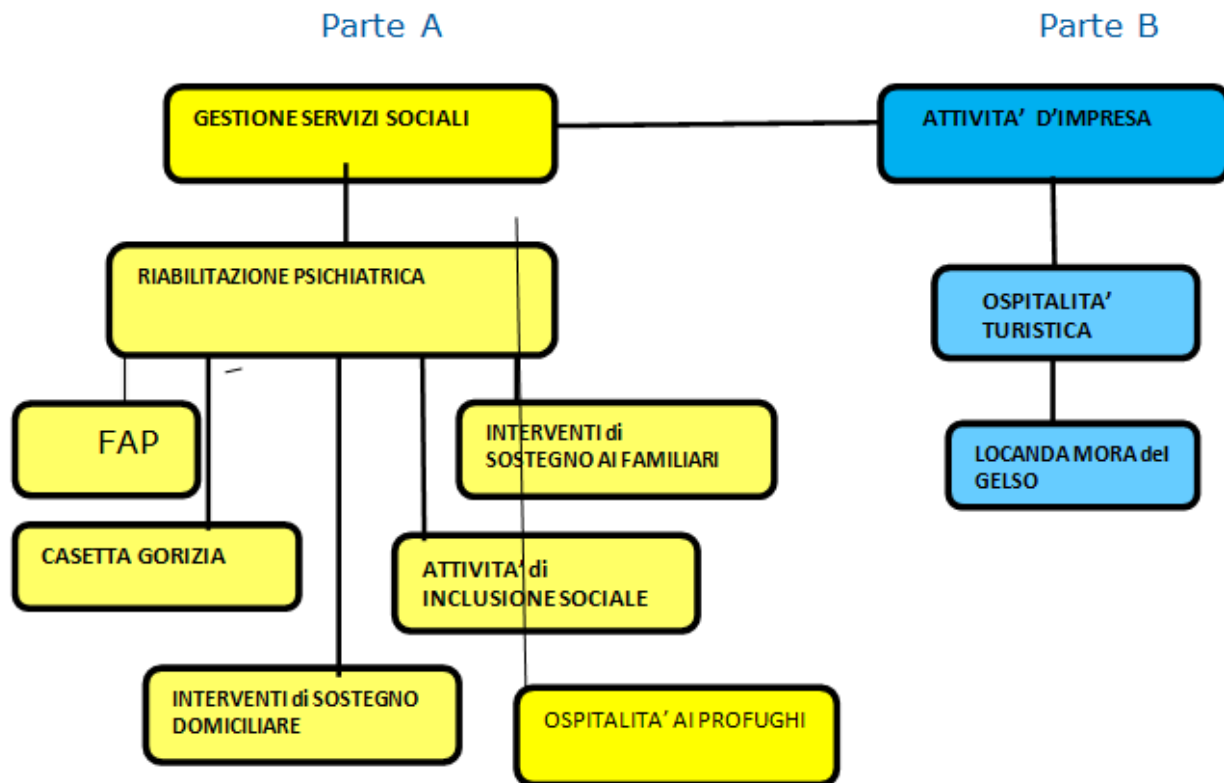 Parte A
Parte B
GESTIONE SERVIZI SOCIALI
ATTIVITA’ D’IMPRESA
RIABILITAZIONE PSICHIATRICA
OSPITALITA’
TURISTICA
FAP
INTERVENTI di
SOSTEGNO AI FAMILIARI
LOCANDA MORA del
GELSO
CASETTA GORIZIA
ATTIVITA’ di
INCLUSIONE SOCIALE
INTERVENTI di SOSTEGNO
DOMICILIARE
OSPITALITA’ AI PROFUGHI